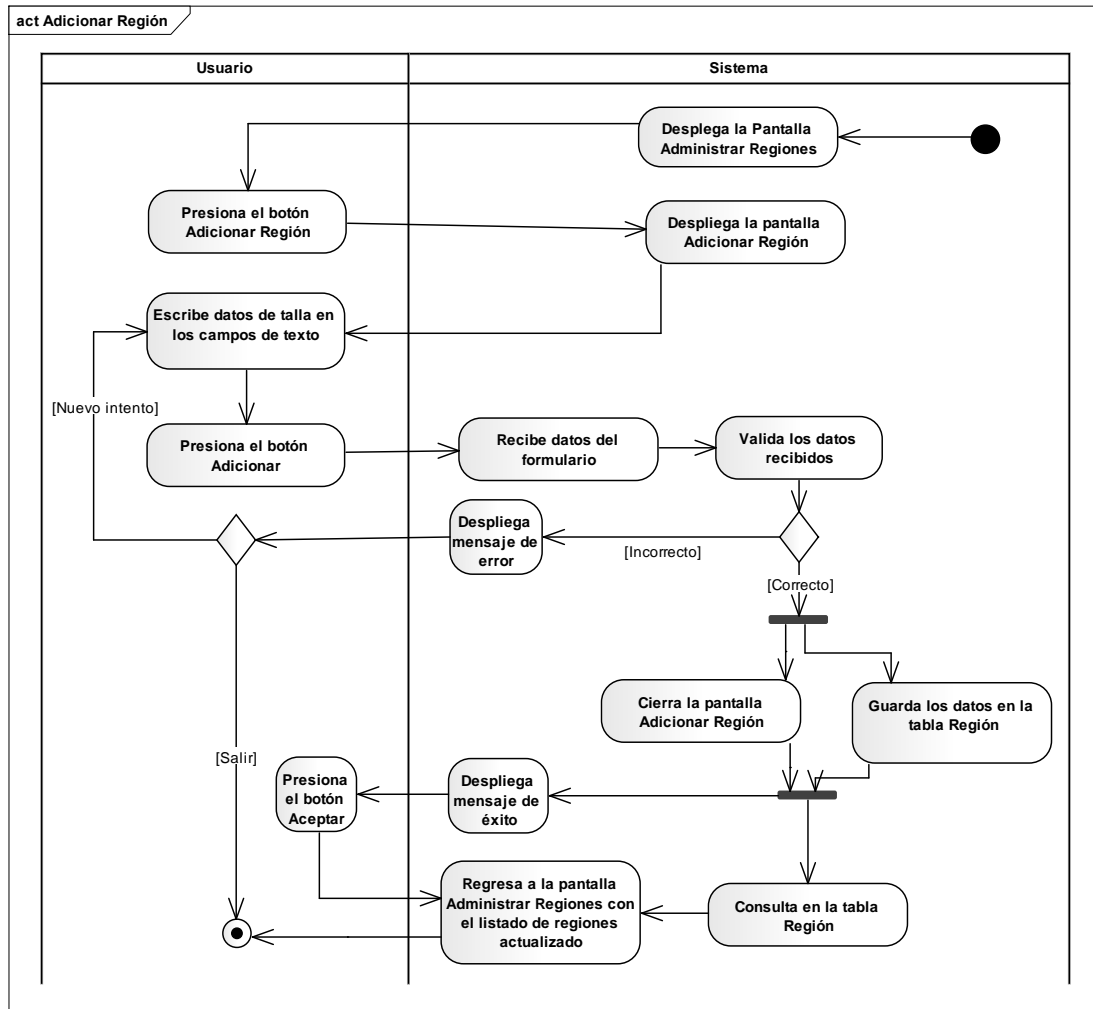 act Adicionar Región
Usuario
Sistema
Desplega la Pantalla
Administrar Regiones
Presiona el botón
Adicionar Región
Despliega la pantalla
Adicionar Región
Escribe datos de talla en
los campos de texto
[Nuevo intento]
Presiona el botón
Adicionar
Recibe datos del
formulario
Valida los datos
recibidos
Despliega
mensaje de
error
[Incorrecto]
[Correcto]
Cierra la pantalla
Adicionar Región
Guarda los datos en la
tabla Región
[Salir]
Presiona
el botón
Aceptar
Despliega
mensaje de
éxito
Regresa a la pantalla
Administrar Regiones con
el listado de regiones
actualizado
Consulta en la tabla
Región